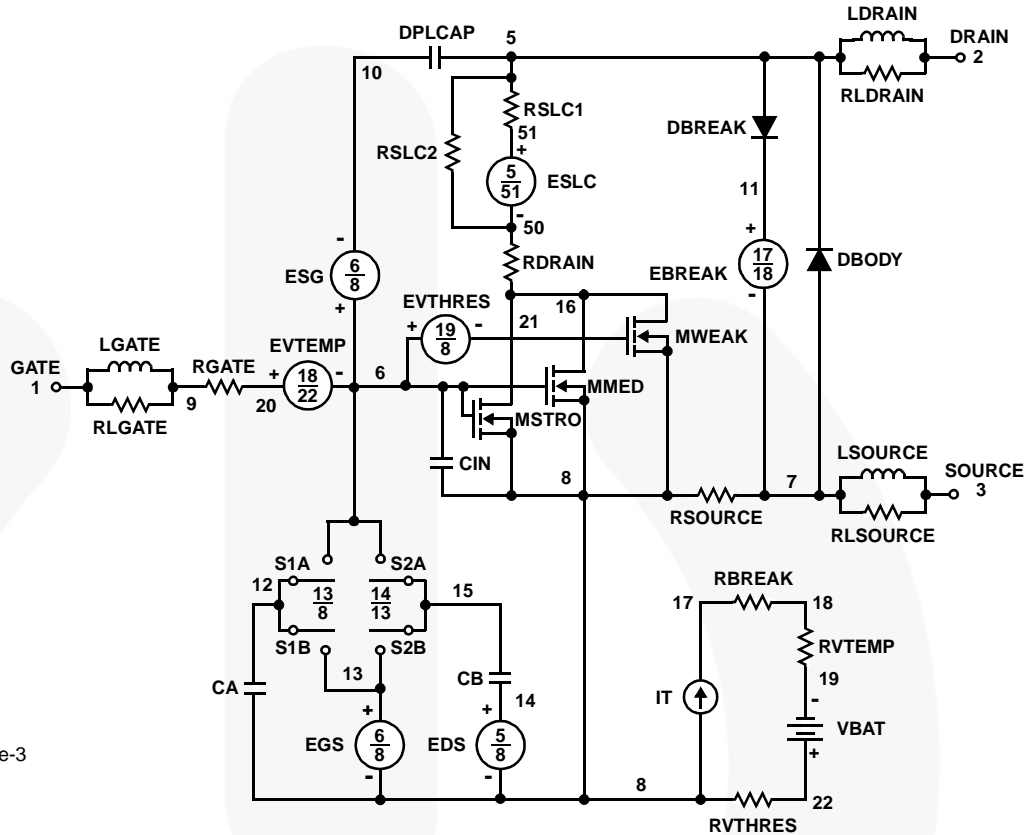 LDRAIN
DPLCAP 5 DRAIN
10 2
RLDRAIN
RSLC1
DBREAK
51
+
RSLC2
5
51
ESLC
11
-
50
+
-
RDRAIN
17
18
DBODY
ESG
6
8
EBREAK
-
+
EVTHRES
16
21
+
19
8
-
MWEAK
LGATE
EVTEMP
GATE
1
RGATE
+
18
22
-
6
MMED
9
20
MSTRO
RLGATE
LSOURCE
CIN
8
7
SOURCE
3
RSOURCE
RLSOURCE
S1A
S2A
12
13
8
14
13
15
RBREAK
17
18
S1B
S2B
RVTEMP
13
CB
19
CA
14
IT
-
+
+
VBAT
EGS
6
8
EDS
5
8
+
e-3
-
-
8
22
RVTHRES